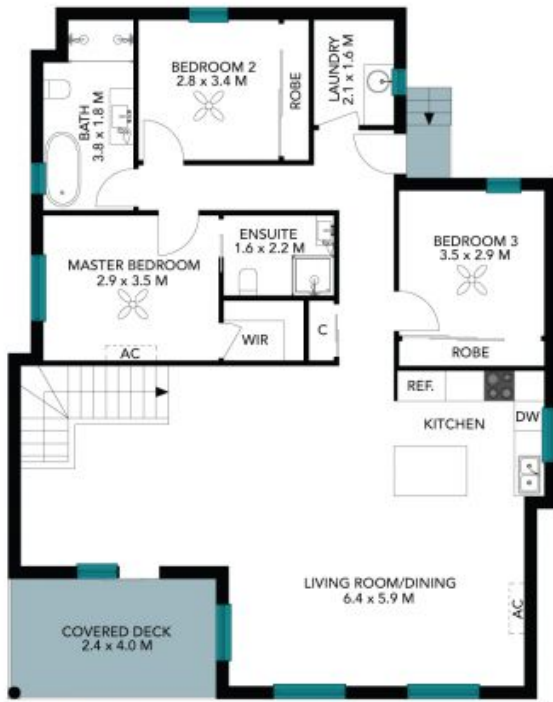 BEDROOM 2
2.8 x 3.4 M
ROBE
LAUNDRY
2.1 x 1.6 M
BATH
3.8 x 1.8 M
ENSUITE
1.6 x 2.2 M
MASTER BEDROOM
2.9 x 3.5 M
BEDROOM 3
3.5 x 2.9 M
AC
WIR
C
ROBE
REF.
KITCHEN
DW
LIVING ROOM/DINING
6.4 x 5.9 M
AC
COVERED DECK
2.4 x 4.0 M